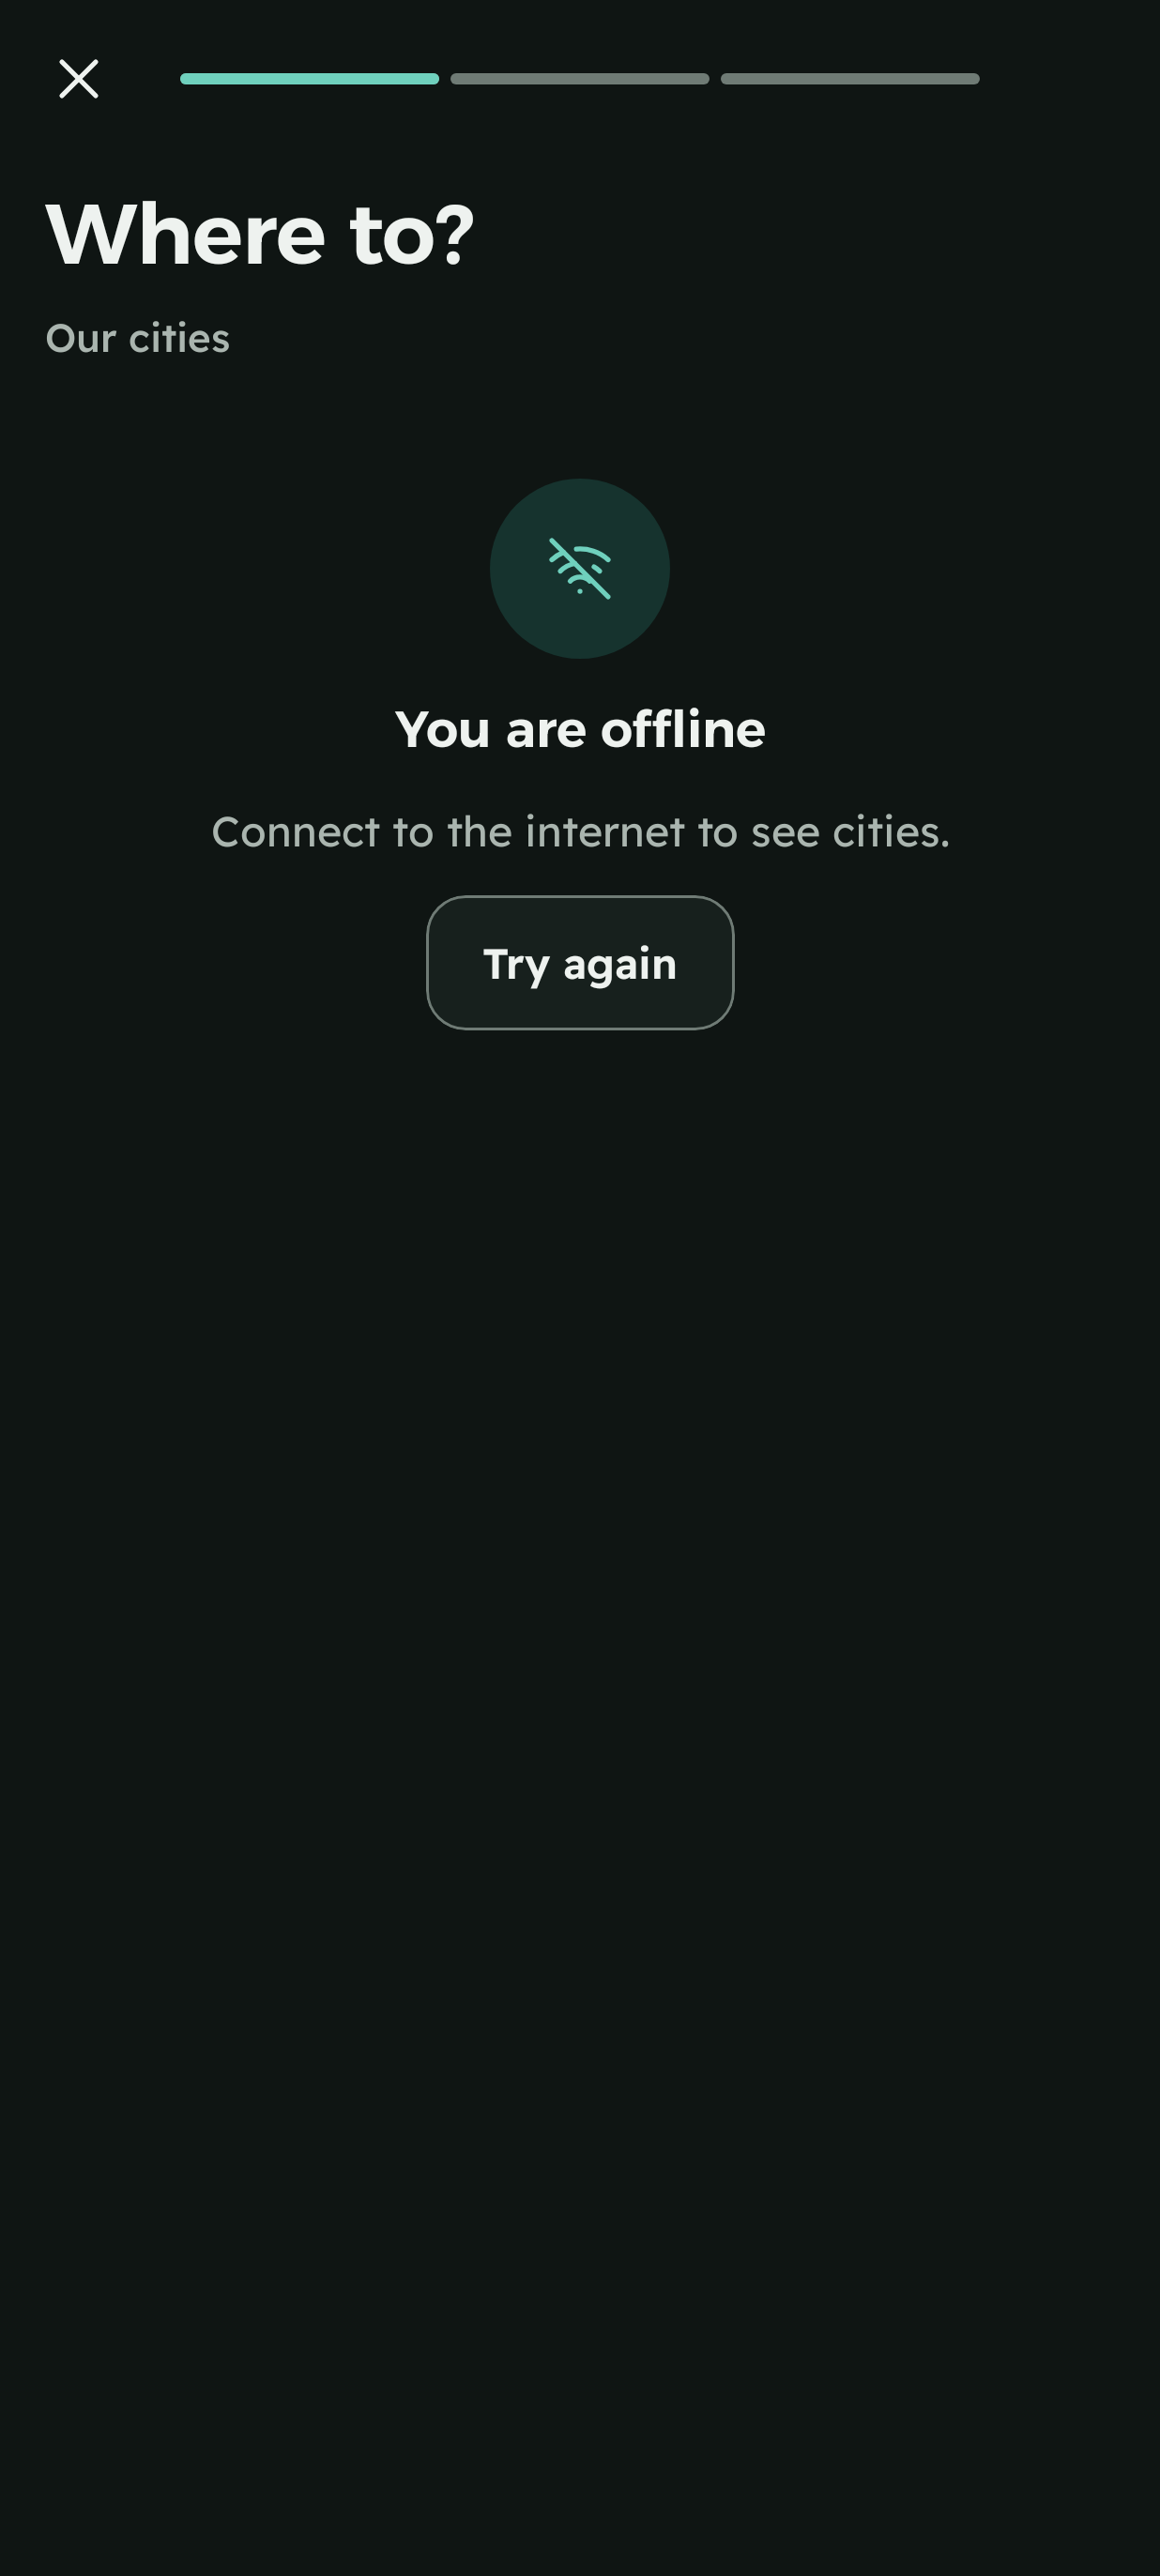 Where to?
Our cities
You are offline
Connect to the internet to see cities.
Try again